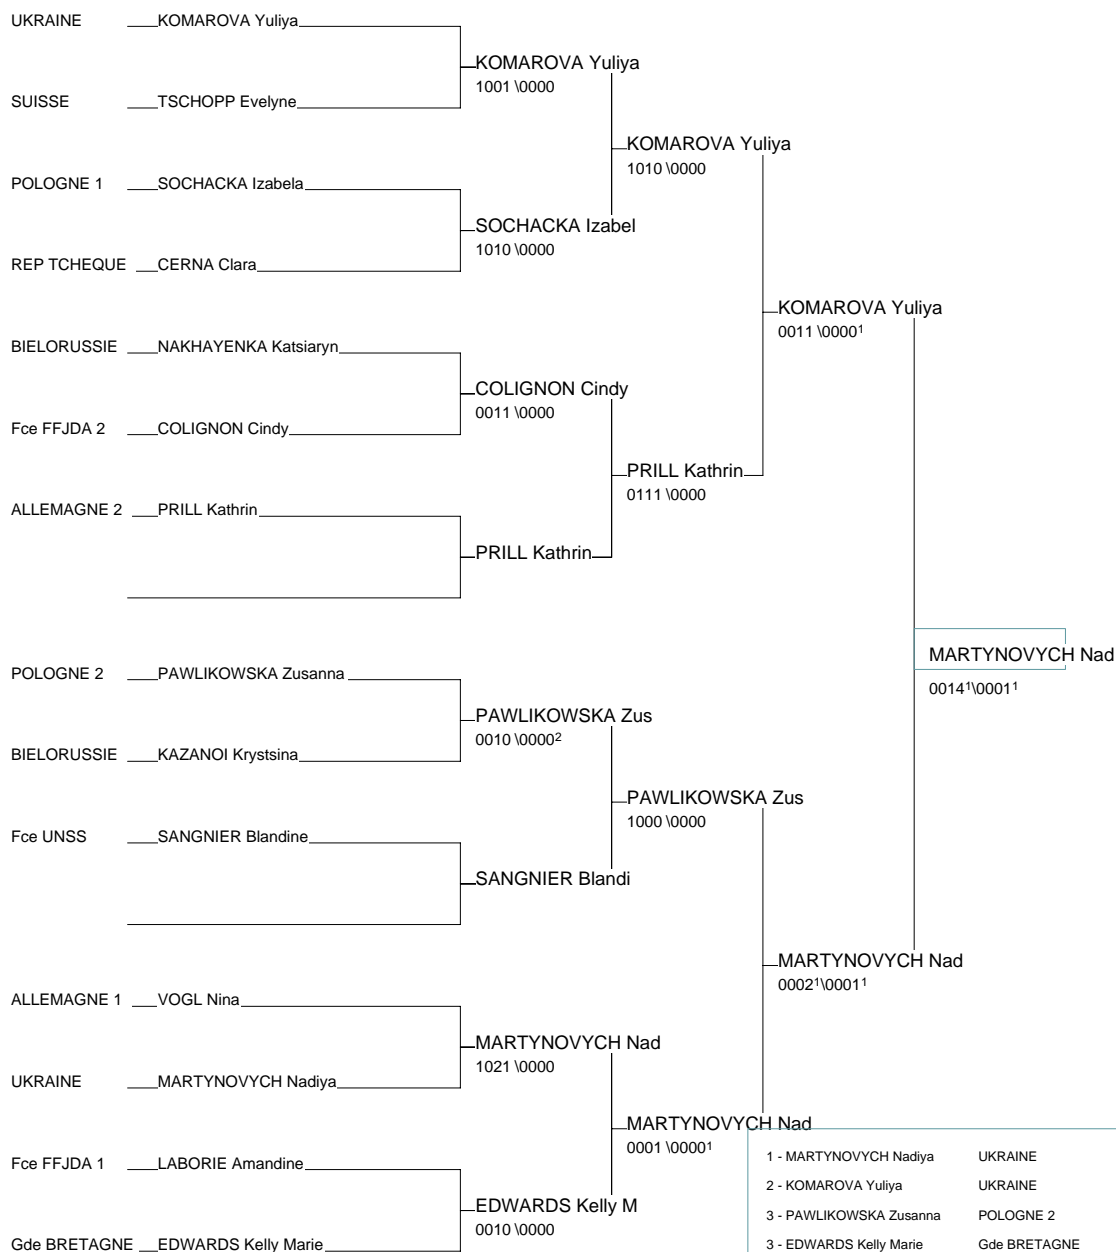 UKRAINE KOMAROVA Yuliya
KOMAROVA Yuliya
1001 \0000
SUISSE TSCHOPP Evelyne
KOMAROVA Yuliya
1010 \0000
POLOGNE 1 SOCHACKA Izabela
SOCHACKA Izabel
1010 \0000
REP TCHEQUE CERNA Clara
KOMAROVA Yuliya
0011 \0000¹
BIELORUSSIE NAKHAYENKA Katsiaryn
COLIGNON Cindy
0011 \0000
Fce FFJDA 2 COLIGNON Cindy
PRILL Kathrin
0111 \0000
ALLEMAGNE 2 PRILL Kathrin
PRILL Kathrin
MARTYNOVYCH Nad
0014¹\0001¹
POLOGNE 2 PAWLIKOWSKA Zusanna
PAWLIKOWSKA Zus
0010 \0000²
BIELORUSSIE KAZANOI Krystsina
PAWLIKOWSKA Zus
1000 \0000
Fce UNSS SANGNIER Blandine
SANGNIER Blandi
MARTYNOVYCH Nad
0002¹\0001¹
ALLEMAGNE 1 VOGL Nina
MARTYNOVYCH Nad
1021 \0000
UKRAINE MARTYNOVYCH Nadiya
MARTYNOVYCH Nad
0001 \0000¹
Fce FFJDA 1 LABORIE Amandine
EDWARDS Kelly M
0010 \0000
Gde BRETAGNE EDWARDS Kelly Marie
1 - MARTYNOVYCH Nadiya UKRAINE
2 - KOMAROVA Yuliya UKRAINE
3 - PAWLIKOWSKA Zusanna POLOGNE 2
3 - EDWARDS Kelly Marie Gde BRETAGNE